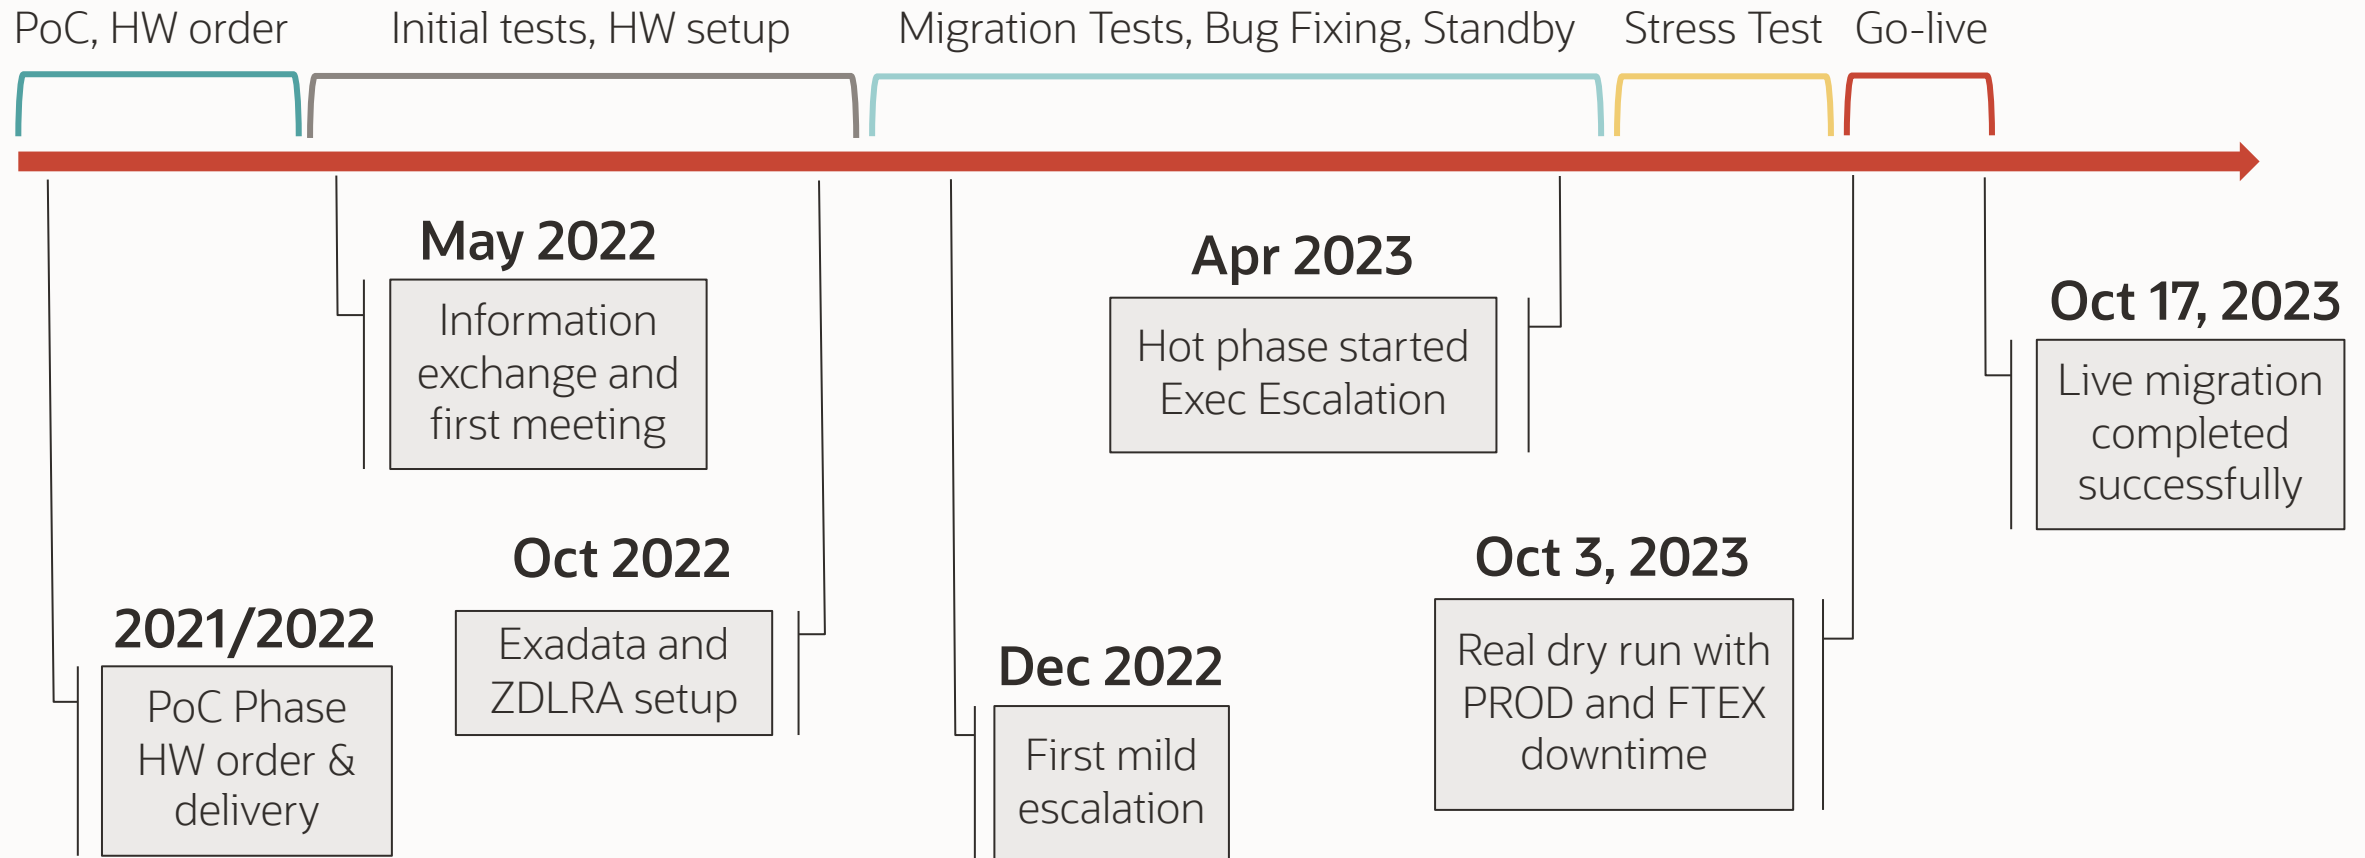 PoC, HW order
Initial tests, HW setup
Migration Tests, Bug Fixing, Standby
Stress Test
Go-live
2021/2022
PoC Phase
HW order &
delivery
May 2022
Information
exchange and
first meeting
Oct 2022
Exadata and
ZDLRA setup
Dec 2022
First mild
escalation
Apr 2023
Hot phase started
Exec Escalation
Oct 3, 2023
Real dry run with
PROD and FTEX
downtime
Oct 17, 2023
Live migration
completed
successfully